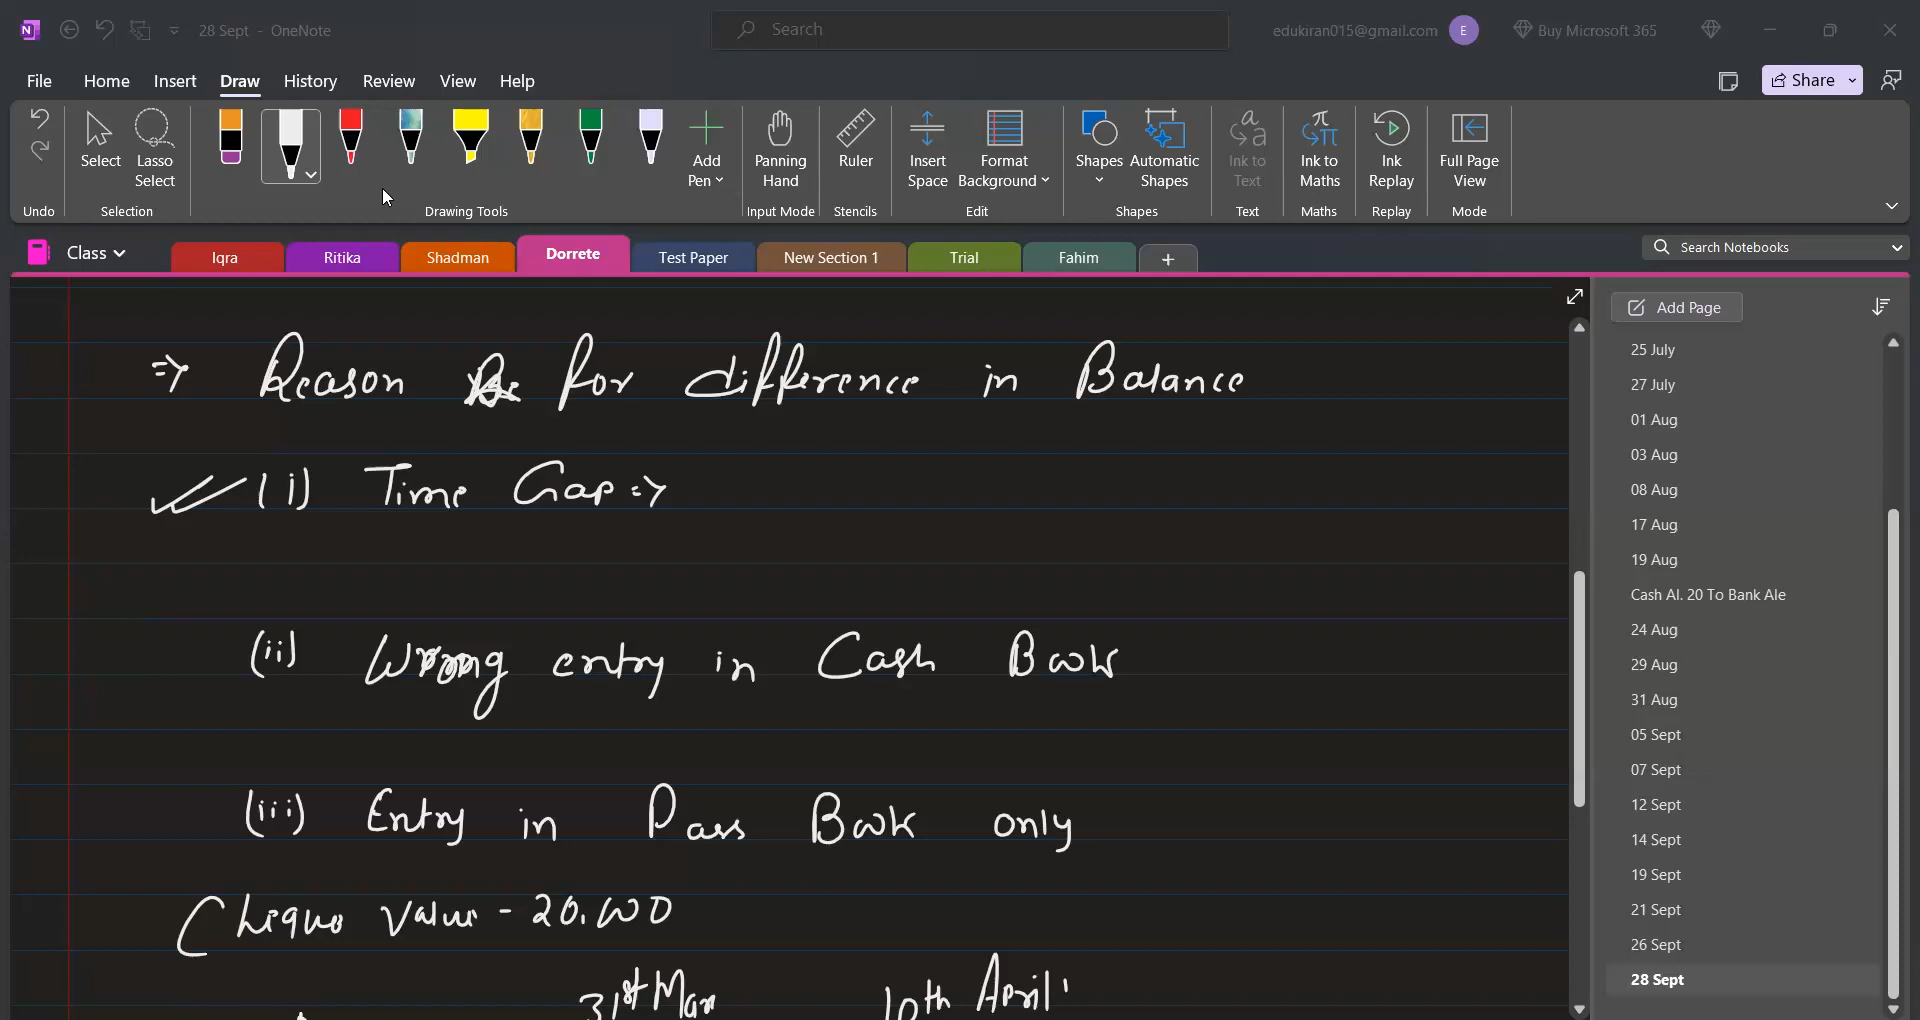 28 Sept - OneNote
Search
edukiran015@gmail.com
E
Buy Microsoft 365
File
Home
Insert
Draw
History
Review
View
Help
Share
Select
Lasso Select
Add Pen
Panning Hand
Ruler
Insert Space
Format Background
Shapes
Automatic Shapes
Ink to Text
Ink to Maths
Ink Replay
Full Page View
Undo
Selection
Drawing Tools
Input Mode
Stencils
Edit
Shapes
Text
Maths
Replay
Mode
Class
Iqra
Ritika
Shadman
Dorrete
Test Paper
New Section 1
Trial
Fahim
+
Search Notebooks
=> Reason for difference in Balance
(i) Time Gap =>
(ii) Wrong entry in Cash Book
(iii) Entry in Pass Book only
Cheque Value - 20,000
31st Mar 10th April
Add Page
25 July
27 July
01 Aug
03 Aug
08 Aug
17 Aug
19 Aug
Cash Al. 20 To Bank Ale
24 Aug
29 Aug
31 Aug
05 Sept
07 Sept
12 Sept
14 Sept
19 Sept
21 Sept
26 Sept
28 Sept